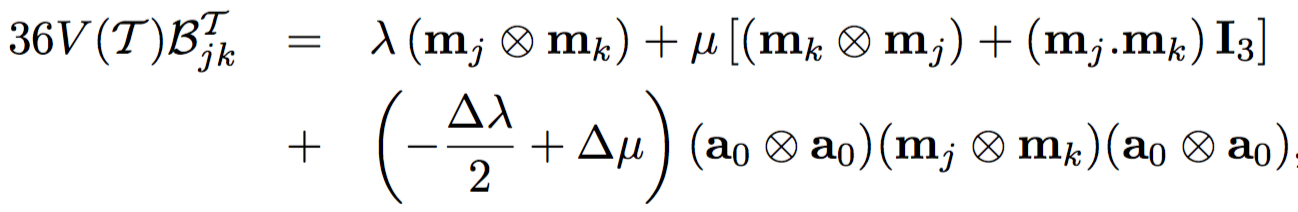 36V(𝒯)ℬ_{jk}^{𝒯} = λ (m_j ⊗ m_k) + μ [(m_k ⊗ m_j) + (m_j.m_k) I_3]
+ (−Δλ/2 + Δμ) (a_0 ⊗ a_0)(m_j ⊗ m_k)(a_0 ⊗ a_0),